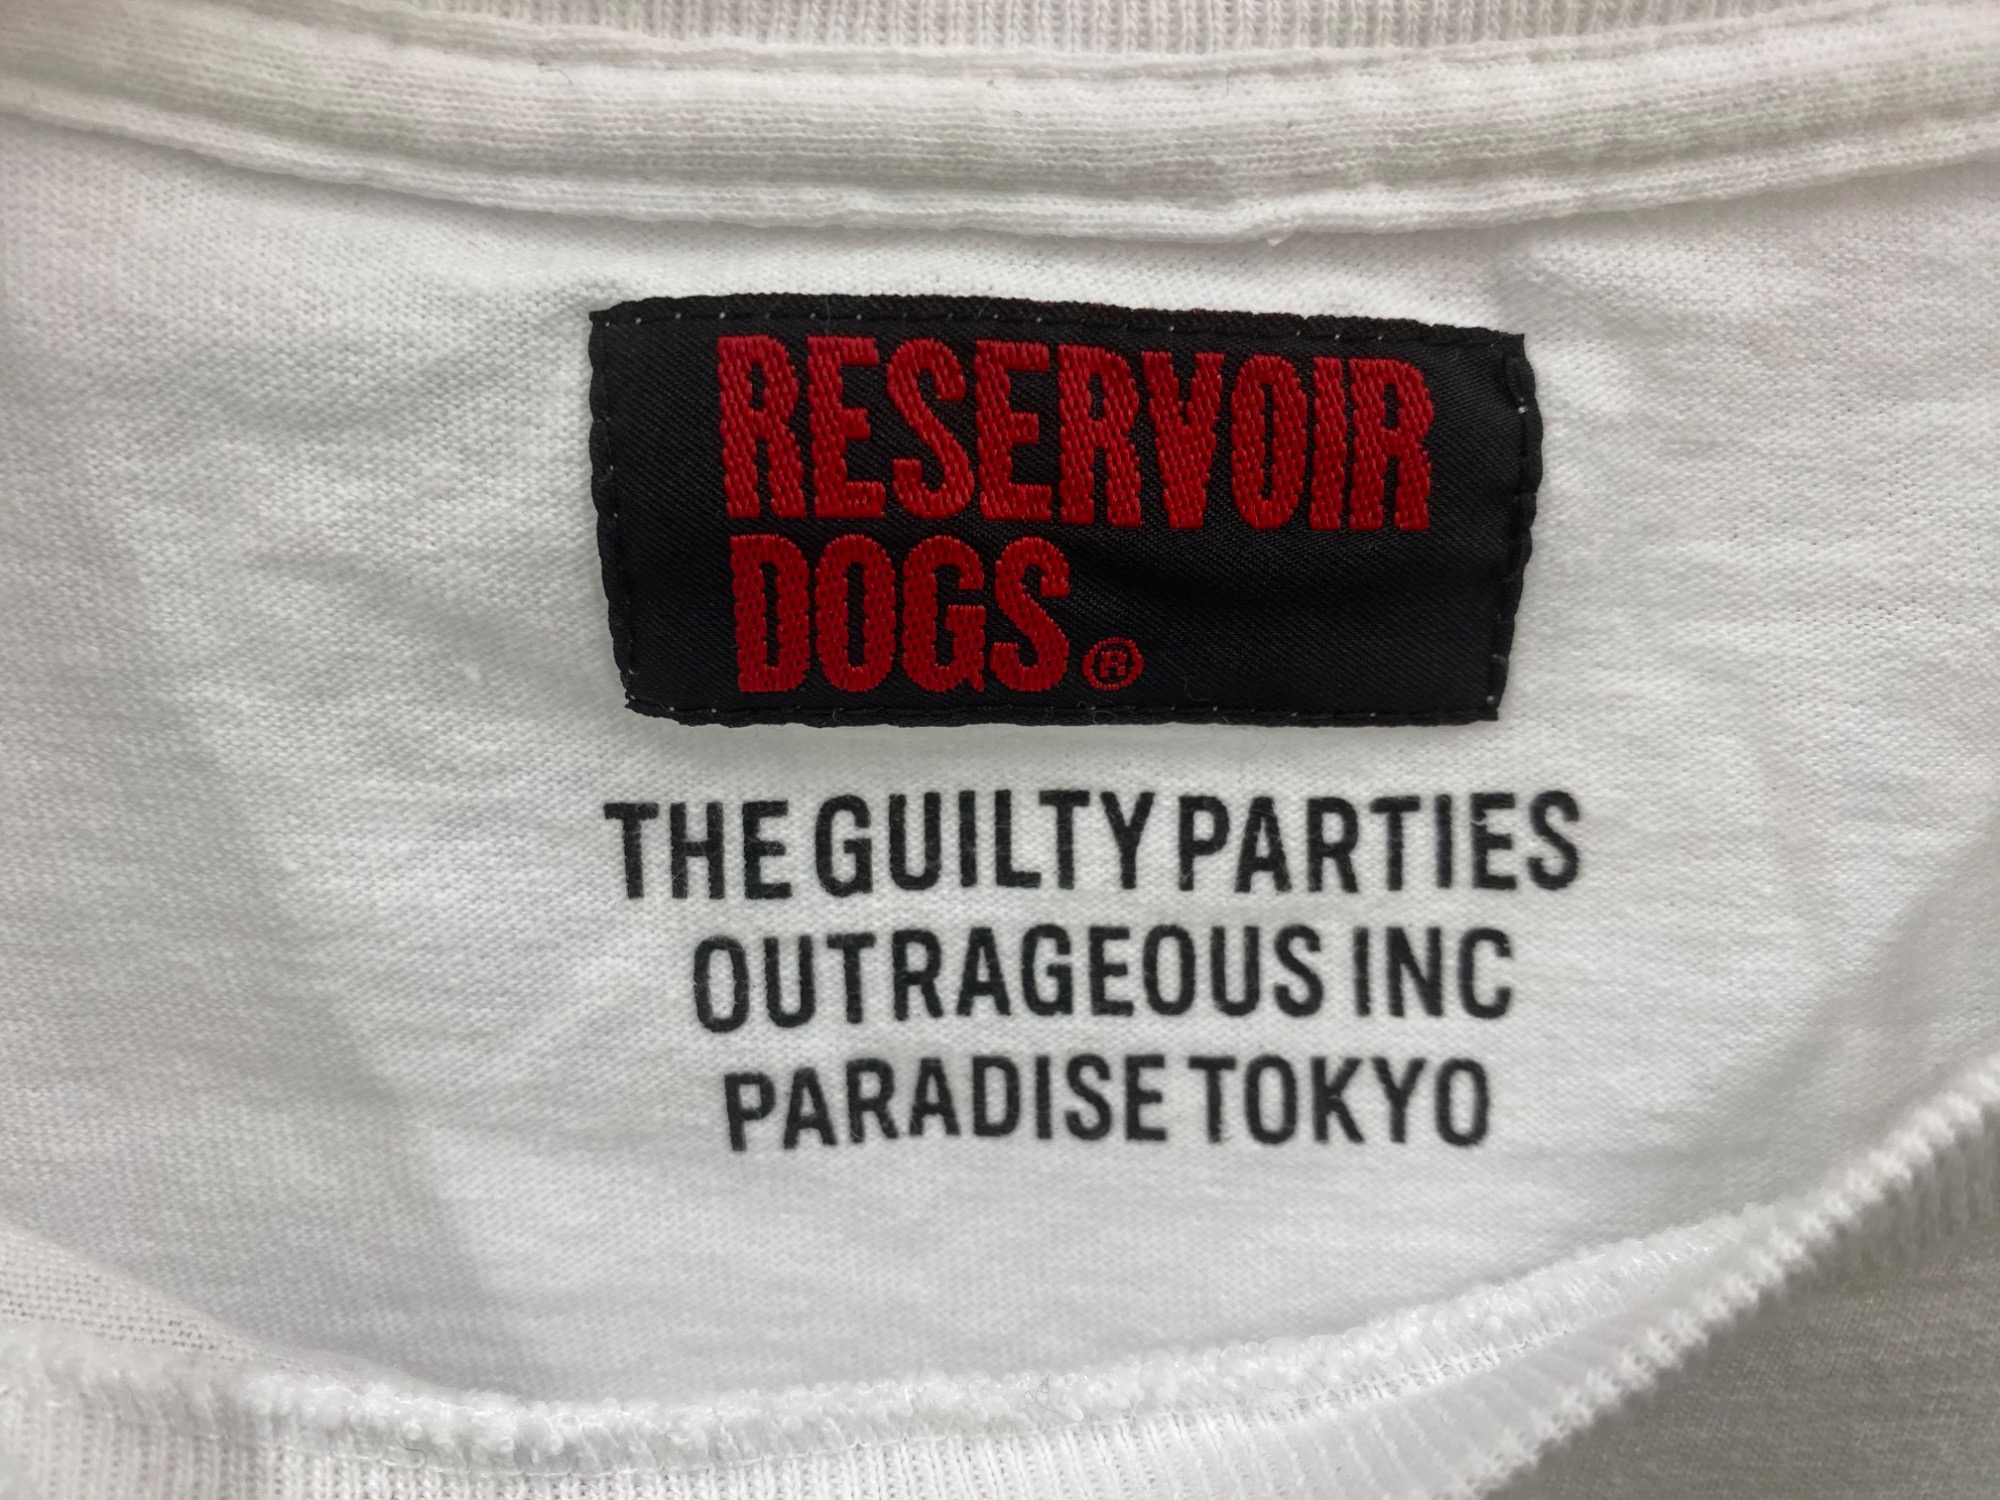 RESERVOIR
DOGS®
THE GUILTY PARTIES
OUTRAGEOUS INC
PARADISE TOKYO